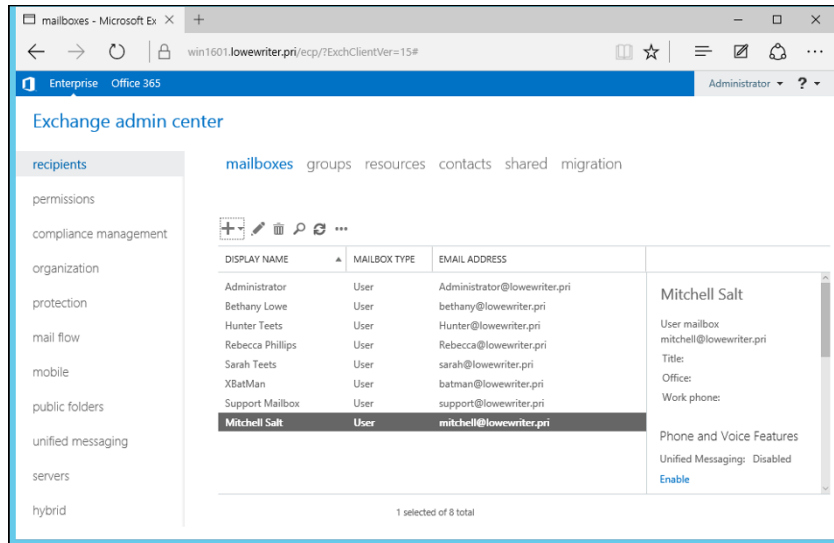 mailboxes - Microsoft Ex
win1601.lowewriter.pri/ecp/?ExchClientVer=15#
Enterprise Office 365
Administrator ?
Exchange admin center
recipients
permissions
compliance management
organization
protection
mail flow
mobile
public folders
unified messaging
servers
hybrid
mailboxes groups resources contacts shared migration
DISPLAY NAME MAILBOX TYPE EMAIL ADDRESS
Administrator User Administrator@lowewriter.pri
Bethany Lowe User bethany@lowewriter.pri
Hunter Teets User Hunter@lowewriter.pri
Rebecca Phillips User Rebecca@lowewriter.pri
Sarah Teets User sarah@lowewriter.pri
XBatMan User batman@lowewriter.pri
Support Mailbox User support@lowewriter.pri
Mitchell Salt User mitchell@lowewriter.pri
1 selected of 8 total
Mitchell Salt
User mailbox
mitchell@lowewriter.pri
Title:
Office:
Work phone:
Phone and Voice Features
Unified Messaging: Disabled
Enable